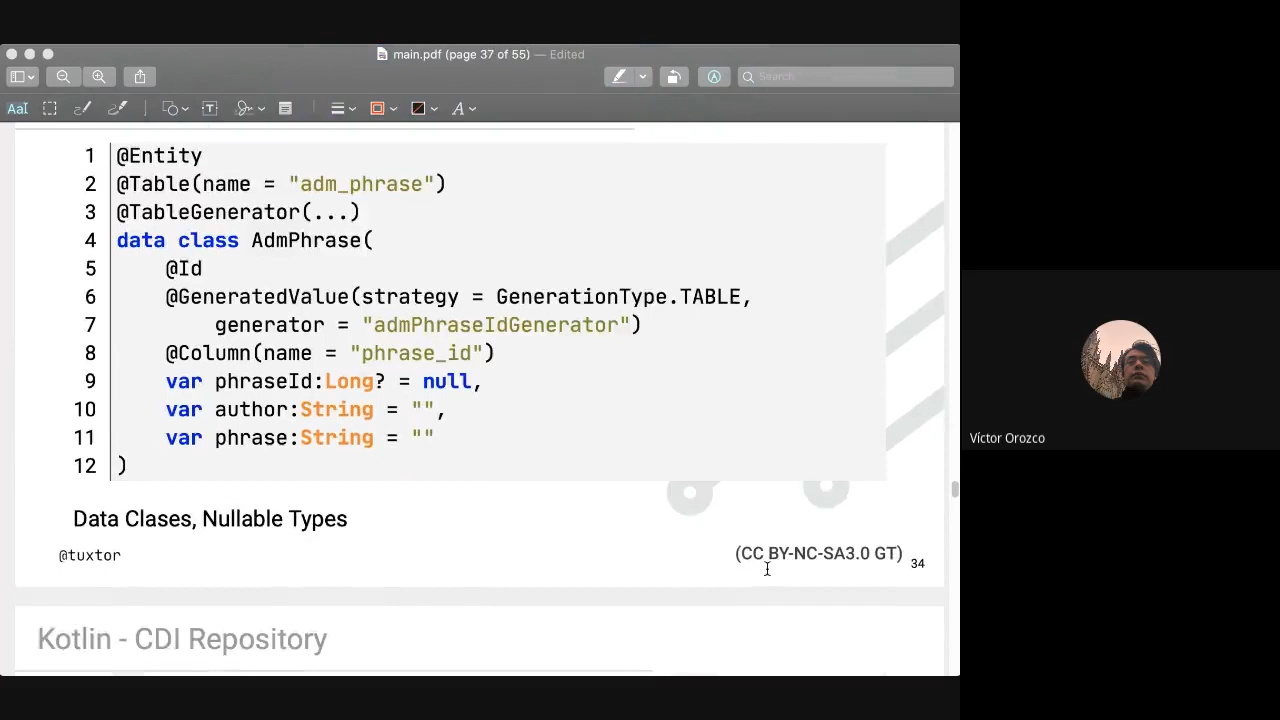 main.pdf (page 37 of 55) — Edited
Search
AaI
T
A
A
1 @Entity
2 @Table(name = "adm_phrase")
3 @TableGenerator(...)
4 data class AdmPhrase(
5 @Id
6 @GeneratedValue(strategy = GenerationType.TABLE,
7 generator = "admPhraseIdGenerator")
8 @Column(name = "phrase_id")
9 var phraseId:Long? = null,
10 var author:String = "",
11 var phrase:String = ""
12 )
Data Clases, Nullable Types
@tuxtor
(CC BY-NC-SA3.0 GT) 34
Kotlin - CDI Repository
Víctor Orozco